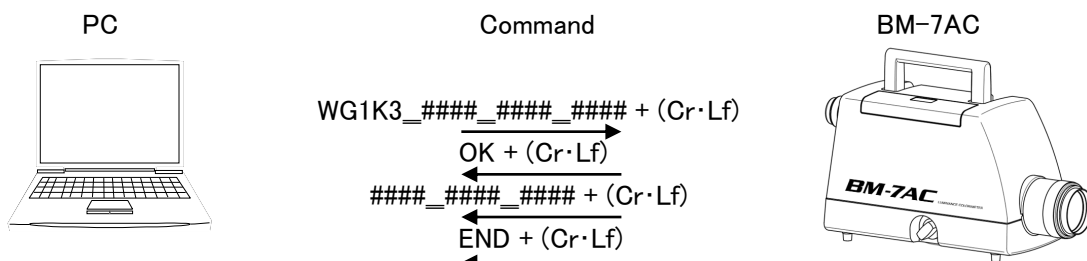 PC
Command
BM-7AC
WG1K3_####_####_#### + (Cr・Lf)
OK + (Cr・Lf)
####_####_#### + (Cr・Lf)
END + (Cr・Lf)
BM-7AC